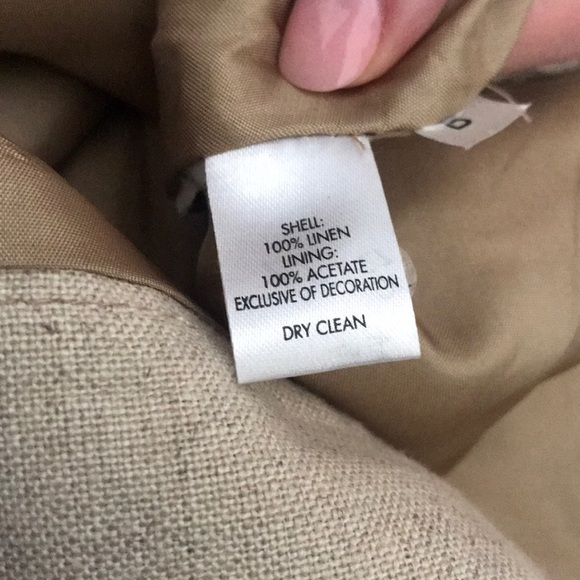 SHELL:
100% LINEN
LINING:
100% ACETATE
EXCLUSIVE OF DECORATION
DRY CLEAN